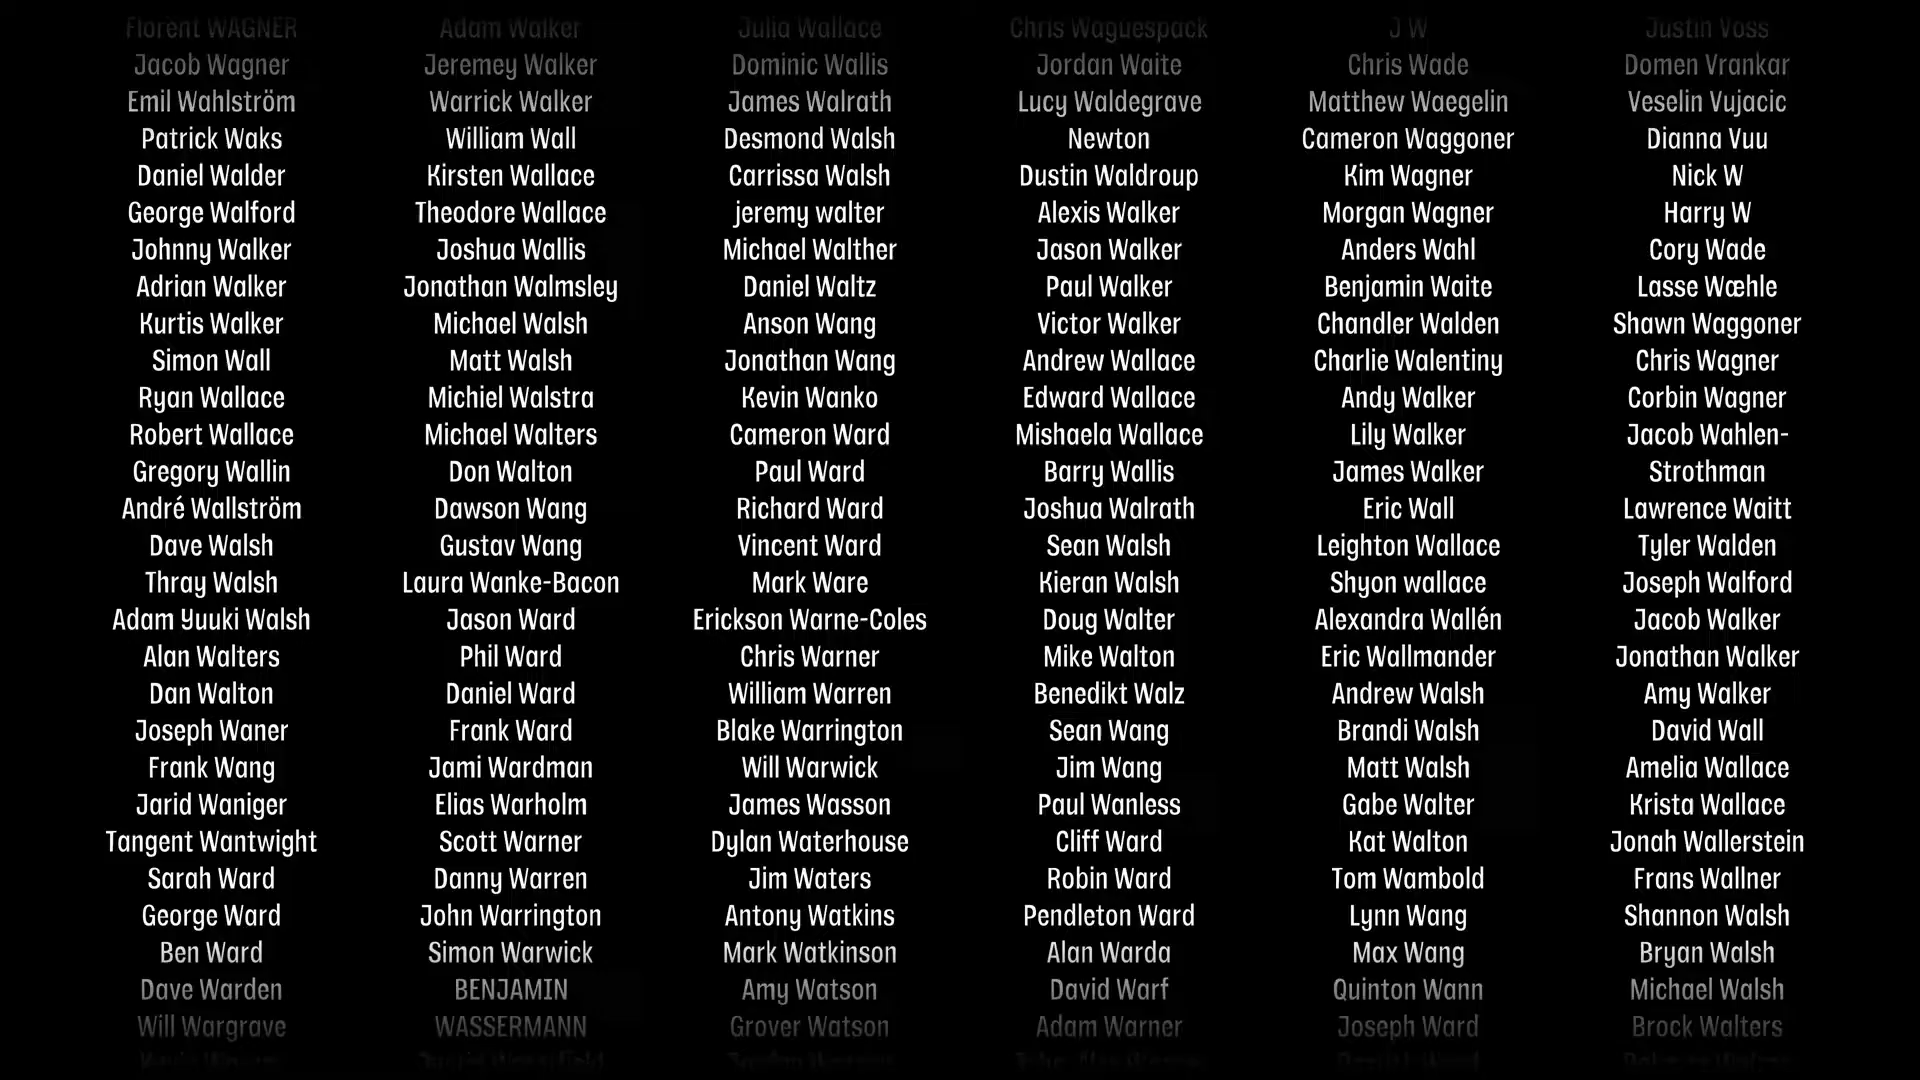 Florent WAGNER
Jacob Wagner
Emil Wahlström
Patrick Waks
Daniel Walder
George Walford
Johnny Walker
Adrian Walker
Kurtis Walker
Simon Wall
Ryan Wallace
Robert Wallace
Gregory Wallin
André Wallström
Dave Walsh
Thray Walsh
Adam Yuuki Walsh
Alan Walters
Dan Walton
Joseph Waner
Frank Wang
Jarid Waniger
Tangent Wantwight
Sarah Ward
George Ward
Ben Ward
Dave Warden
Will Wargrave
Adam Walker
Jeremey Walker
Warrick Walker
William Wall
Kirsten Wallace
Theodore Wallace
Joshua Wallis
Jonathan Walmsley
Michael Walsh
Matt Walsh
Michiel Walstra
Michael Walters
Don Walton
Dawson Wang
Gustav Wang
Laura Wanke-Bacon
Jason Ward
Phil Ward
Daniel Ward
Frank Ward
Jami Wardman
Elias Warholm
Scott Warner
Danny Warren
John Warrington
Simon Warwick
BENJAMIN
WASSERMANN
Julia Wallace
Dominic Wallis
James Walrath
Desmond Walsh
Carrissa Walsh
jeremy walter
Michael Walther
Daniel Waltz
Anson Wang
Jonathan Wang
Kevin Wanko
Cameron Ward
Paul Ward
Richard Ward
Vincent Ward
Mark Ware
Erickson Warne-Coles
Chris Warner
William Warren
Blake Warrington
Will Warwick
James Wasson
Dylan Waterhouse
Jim Waters
Antony Watkins
Mark Watkinson
Amy Watson
Grover Watson
Chris Waguespack
Jordan Waite
Lucy Waldegrave
Newton
Dustin Waldroup
Alexis Walker
Jason Walker
Paul Walker
Victor Walker
Andrew Wallace
Edward Wallace
Mishaela Wallace
Barry Wallis
Joshua Walrath
Sean Walsh
Kieran Walsh
Doug Walter
Mike Walton
Benedikt Walz
Sean Wang
Jim Wang
Paul Wanless
Cliff Ward
Robin Ward
Pendleton Ward
Alan Warda
David Warf
Adam Warner
J W
Chris Wade
Matthew Waegelin
Cameron Waggoner
Kim Wagner
Morgan Wagner
Anders Wahl
Benjamin Waite
Chandler Walden
Charlie Walentiny
Andy Walker
Lily Walker
James Walker
Eric Wall
Leighton Wallace
Shyon wallace
Alexandra Wallén
Eric Wallmander
Andrew Walsh
Brandi Walsh
Matt Walsh
Gabe Walter
Kat Walton
Tom Wambold
Lynn Wang
Max Wang
Quinton Wann
Joseph Ward
Justin Voss
Domen Vrankar
Veselin Vujacic
Dianna Vuu
Nick W
Harry W
Cory Wade
Lasse Wæhle
Shawn Waggoner
Chris Wagner
Corbin Wagner
Jacob Wahlen-
Strothman
Lawrence Waitt
Tyler Walden
Joseph Walford
Jacob Walker
Jonathan Walker
Amy Walker
David Wall
Amelia Wallace
Krista Wallace
Jonah Wallerstein
Frans Wallner
Shannon Walsh
Bryan Walsh
Michael Walsh
Brock Walters